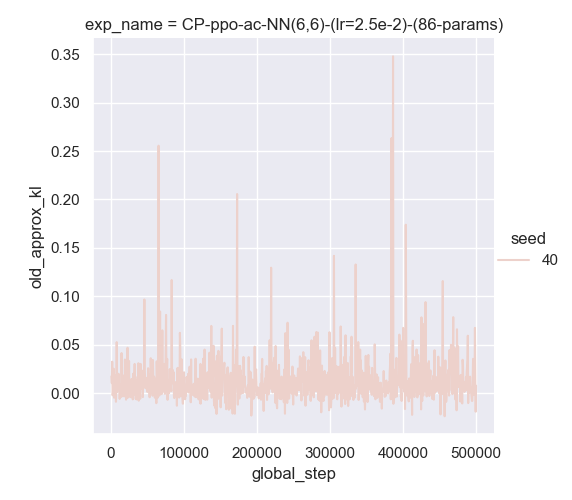 exp_name = CP-ppo-ac-NN(6,6)-(lr=2.5e-2)-(86-params)
0.35
0.30
0.25
0.20
0.15
0.10
0.05
0.00
old_approx_kl
seed
40
0 100000 200000 300000 400000 500000
global_step